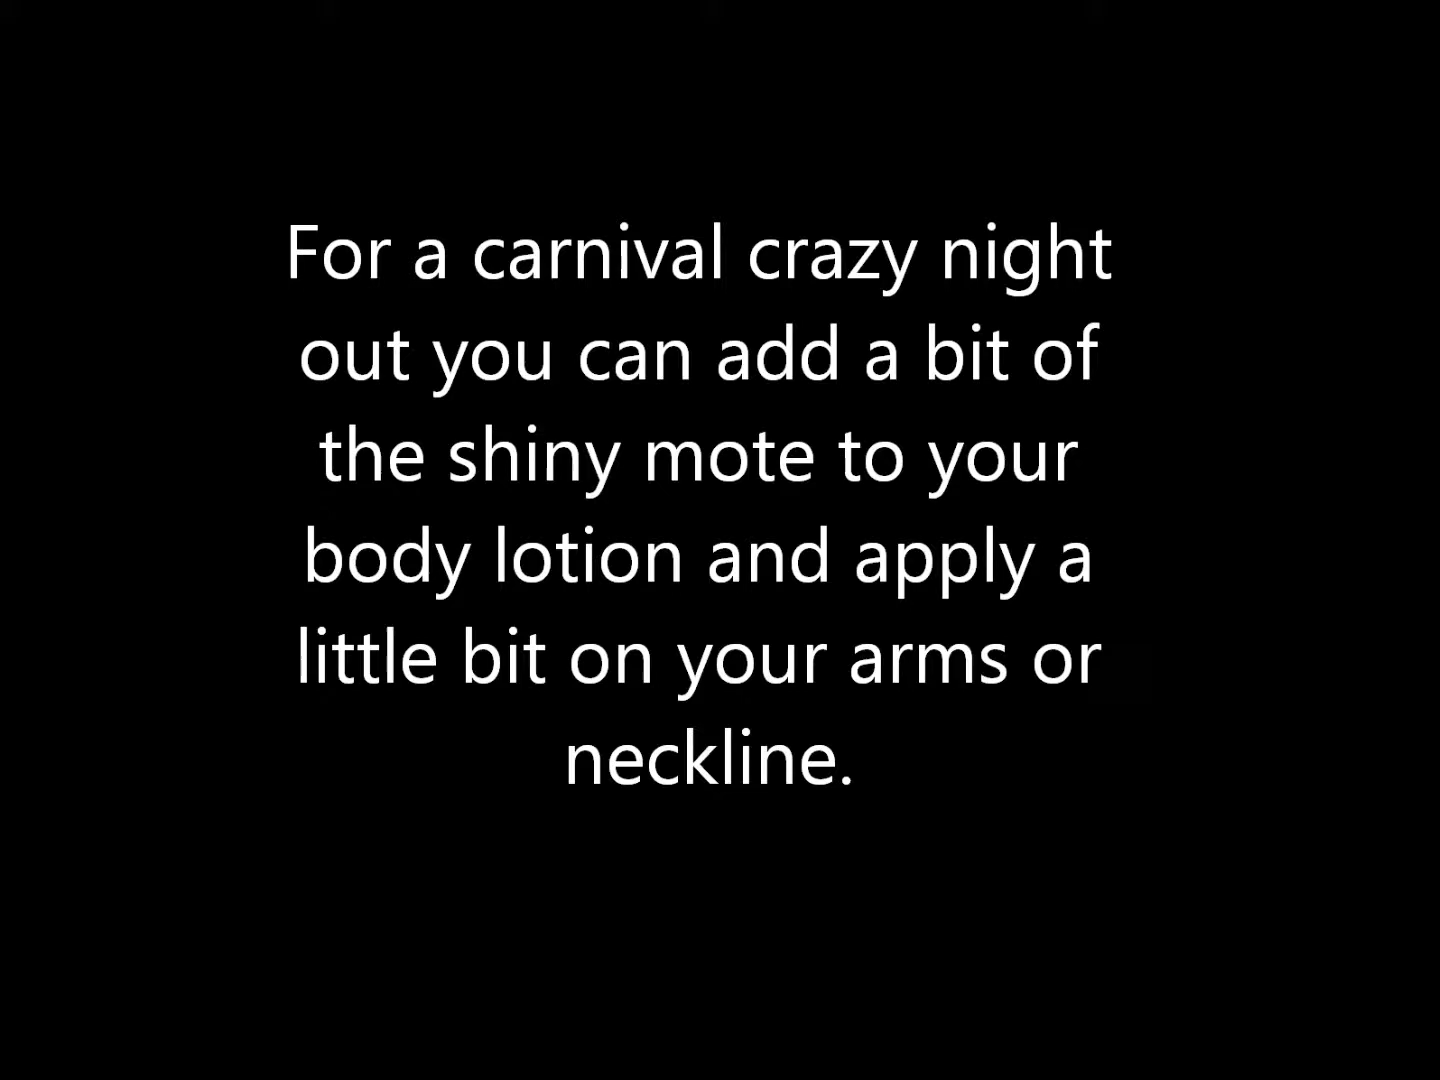 For a carnival crazy night
out you can add a bit of
the shiny mote to your
body lotion and apply a
little bit on your arms or
neckline.